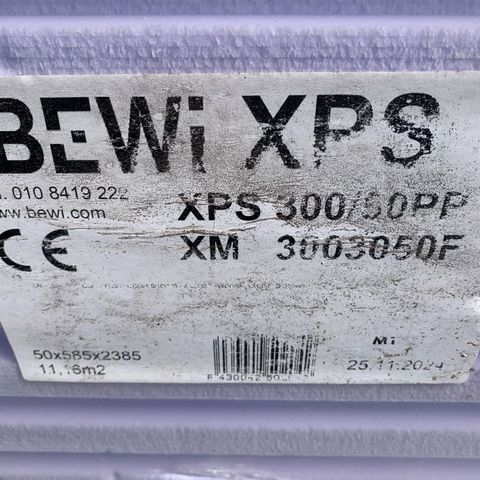 BEWi XPS
010 8419 222
www.bewi.com
XPS 300/50PP
CE
XM 3003050F
50x585x2385
11,16m2
Mi
25.11.2024